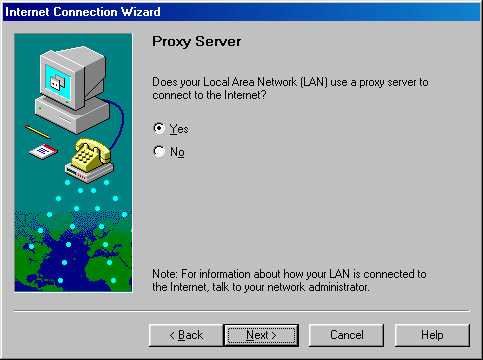 Internet Connection Wizard
Proxy Server
Does your Local Area Network (LAN) use a proxy server to
connect to the Internet?
Yes
No
Note: For information about how your LAN is connected to
the Internet, talk to your network administrator.
< Back
Next >
Cancel
Help